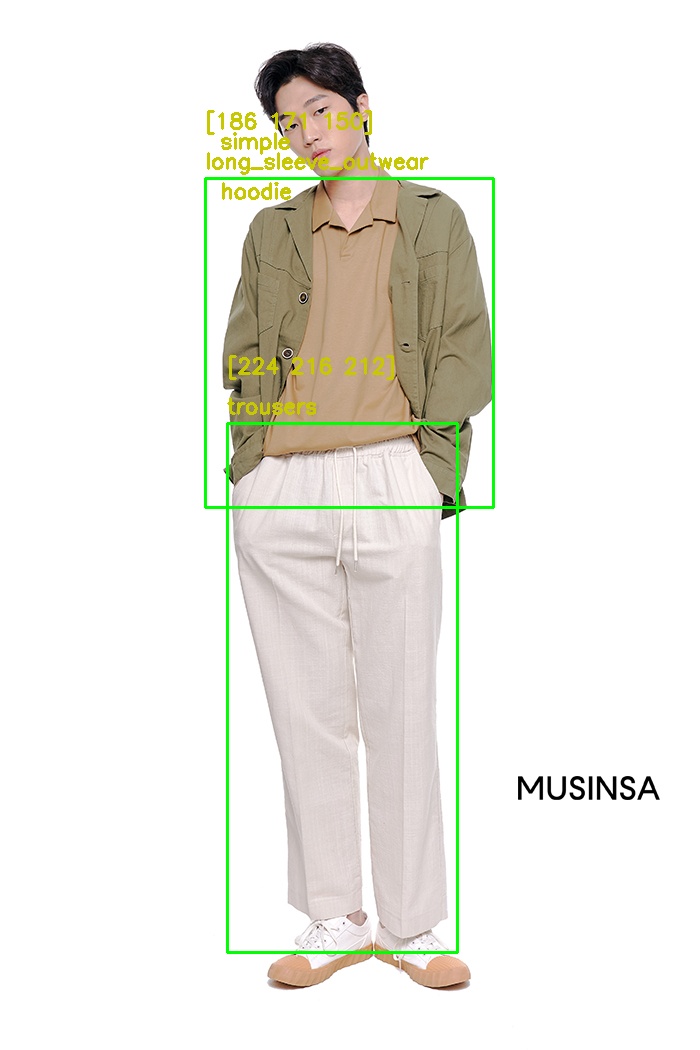 [186 171 150]
simple
long_sleeve_outwear
hoodie
[224 216 212]
trousers
MUSINSA